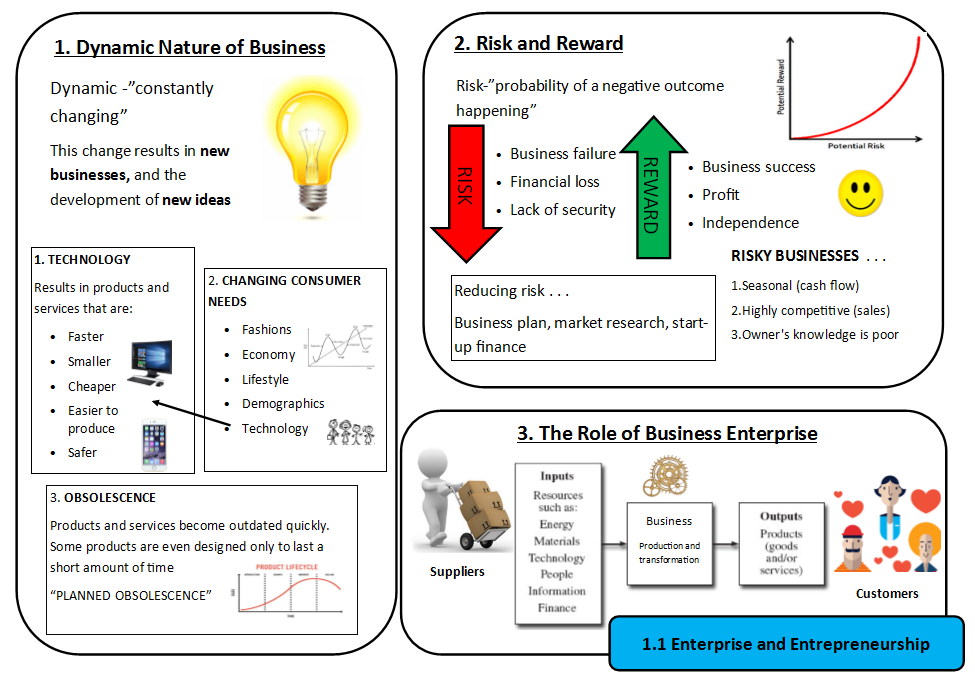 1. Dynamic Nature of Business
Dynamic -”constantly
changing”
This change results in new
businesses, and the
development of new ideas
1. TECHNOLOGY
Results in products and
services that are:
• Faster
• Smaller
• Cheaper
• Easier to
produce
• Safer
2. CHANGING CONSUMER
NEEDS
• Fashions
• Economy
• Lifestyle
• Demographics
• Technology
3. OBSOLESCENCE
Products and services become outdated quickly.
Some products are even designed only to last a
short amount of time
“PLANNED OBSOLESCENCE”
PRODUCT LIFECYCLE
TIME
2. Risk and Reward
Risk-”probability of a negative outcome
happening”
RISK
• Business failure
• Financial loss
• Lack of security
REWARD
• Business success
• Profit
• Independence
Potential Reward
Potential Risk
Reducing risk . . .
Business plan, market research, start-
up finance
RISKY BUSINESSES . . .
1.Seasonal (cash flow)
2.Highly competitive (sales)
3.Owner's knowledge is poor
3. The Role of Business Enterprise
Suppliers
Inputs
Resources
such as:
Energy
Materials
Technology
People
Information
Finance
Business
Production and
transformation
Outputs
Products
(goods
and/or
services)
Customers
1.1 Enterprise and Entrepreneurship